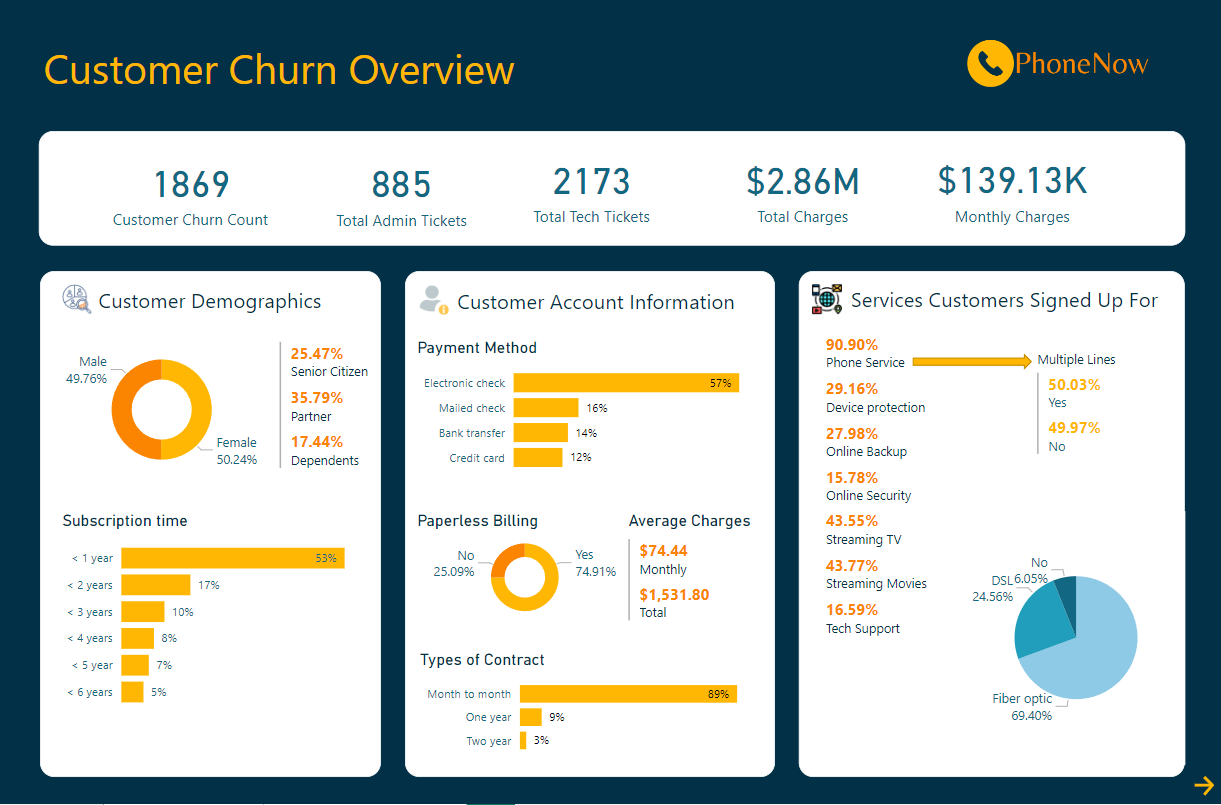 Customer Churn Overview
PhoneNow
1869
Customer Churn Count
885
Total Admin Tickets
2173
Total Tech Tickets
$2.86M
Total Charges
$139.13K
Monthly Charges
Customer Demographics
Male
49.76%
Female
50.24%
25.47%
Senior Citizen
35.79%
Partner
17.44%
Dependents
Subscription time
< 1 year 53%
< 2 years 17%
< 3 years 10%
< 4 years 8%
< 5 year 7%
< 6 years 5%
Customer Account Information
Payment Method
Electronic check 57%
Mailed check 16%
Bank transfer 14%
Credit card 12%
Paperless Billing
No
25.09%
Yes
74.91%
Average Charges
$74.44
Monthly
$1,531.80
Total
Types of Contract
Month to month 89%
One year 9%
Two year 3%
Services Customers Signed Up For
90.90%
Phone Service
Multiple Lines
50.03%
Yes
49.97%
No
29.16%
Device protection
27.98%
Online Backup
15.78%
Online Security
43.55%
Streaming TV
43.77%
Streaming Movies
16.59%
Tech Support
No
6.05%
DSL
24.56%
Fiber optic
69.40%